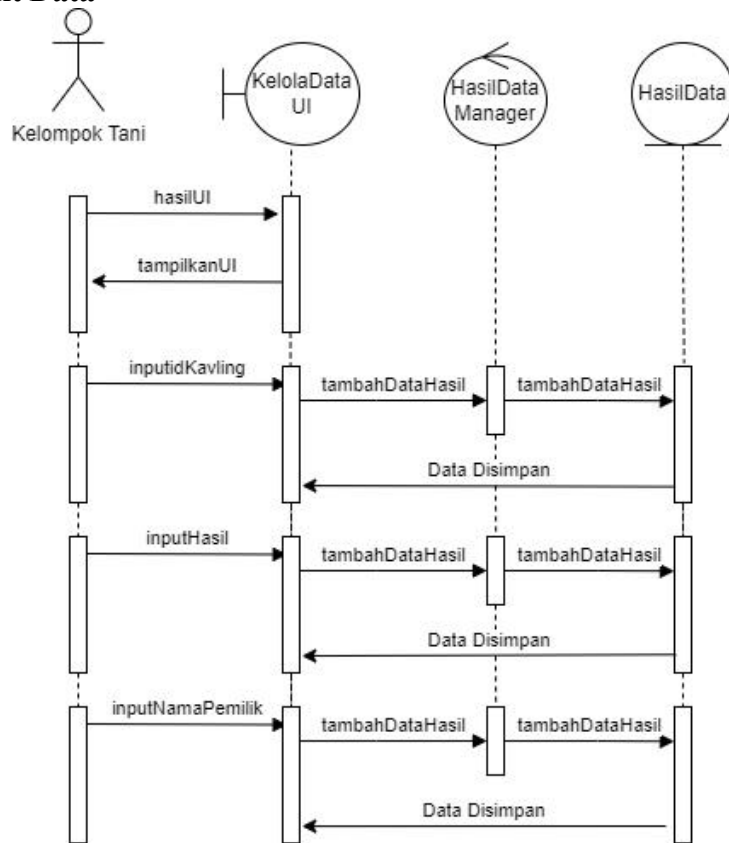 Data
Kelompok Tani
KelolaData
UI
HasilData
Manager
HasilData
hasilUI
tampilkanUI
inputidKavling
tambahDataHasil
tambahDataHasil
Data Disimpan
inputHasil
tambahDataHasil
tambahDataHasil
Data Disimpan
inputNamaPemilik
tambahDataHasil
tambahDataHasil
Data Disimpan